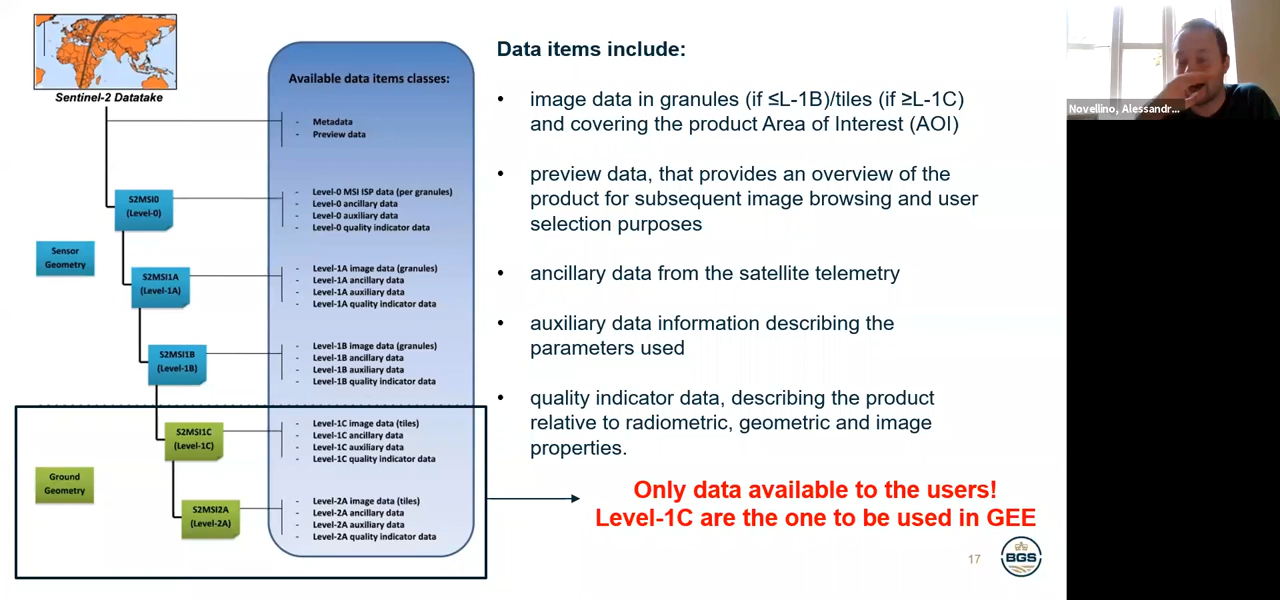 Sentinel-2 Datatake
Available data items classes:
- Metadata
- Preview data
S2MSI0
(Level-0)
- Level-0 MSI ISP data (per granules)
- Level-0 ancillary data
- Level-0 auxiliary data
- Level-0 quality indicator data
Sensor
Geometry
S2MSI1A
(Level-1A)
- Level-1A image data (granules)
- Level-1A ancillary data
- Level-1A auxiliary data
- Level-1A quality indicator data
S2MSI1B
(Level-1B)
- Level-1B image data (granules)
- Level-1B ancillary data
- Level-1B auxiliary data
- Level-1B quality indicator data
S2MSI1C
(Level-1C)
- Level-1C image data (tiles)
- Level-1C ancillary data
- Level-1C auxiliary data
- Level-1C quality indicator data
Ground
Geometry
S2MSI2A
(Level-2A)
- Level-2A image data (tiles)
- Level-2A ancillary data
- Level-2A auxiliary data
- Level-2A quality indicator data
Data items include:
• image data in granules (if ≤L-1B)/tiles (if ≥L-1C)
and covering the product Area of Interest (AOI)
• preview data, that provides an overview of the
product for subsequent image browsing and user
selection purposes
• ancillary data from the satellite telemetry
• auxiliary data information describing the
parameters used
• quality indicator data, describing the product
relative to radiometric, geometric and image
properties.
Only data available to the users!
Level-1C are the one to be used in GEE
17
BGS
Novellino, Alessandr...